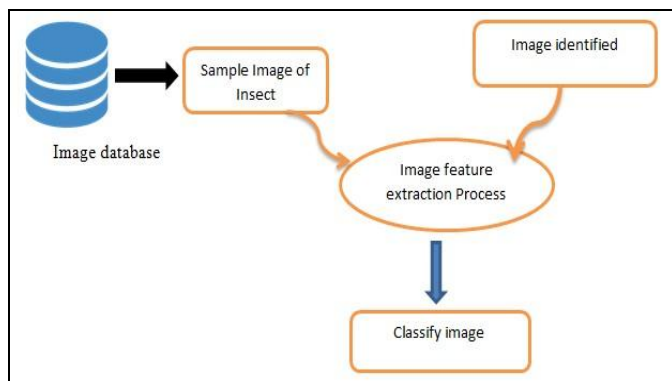 Image identified
Sample Image of
Insect
Image database
Image feature
extraction Process
Classify image